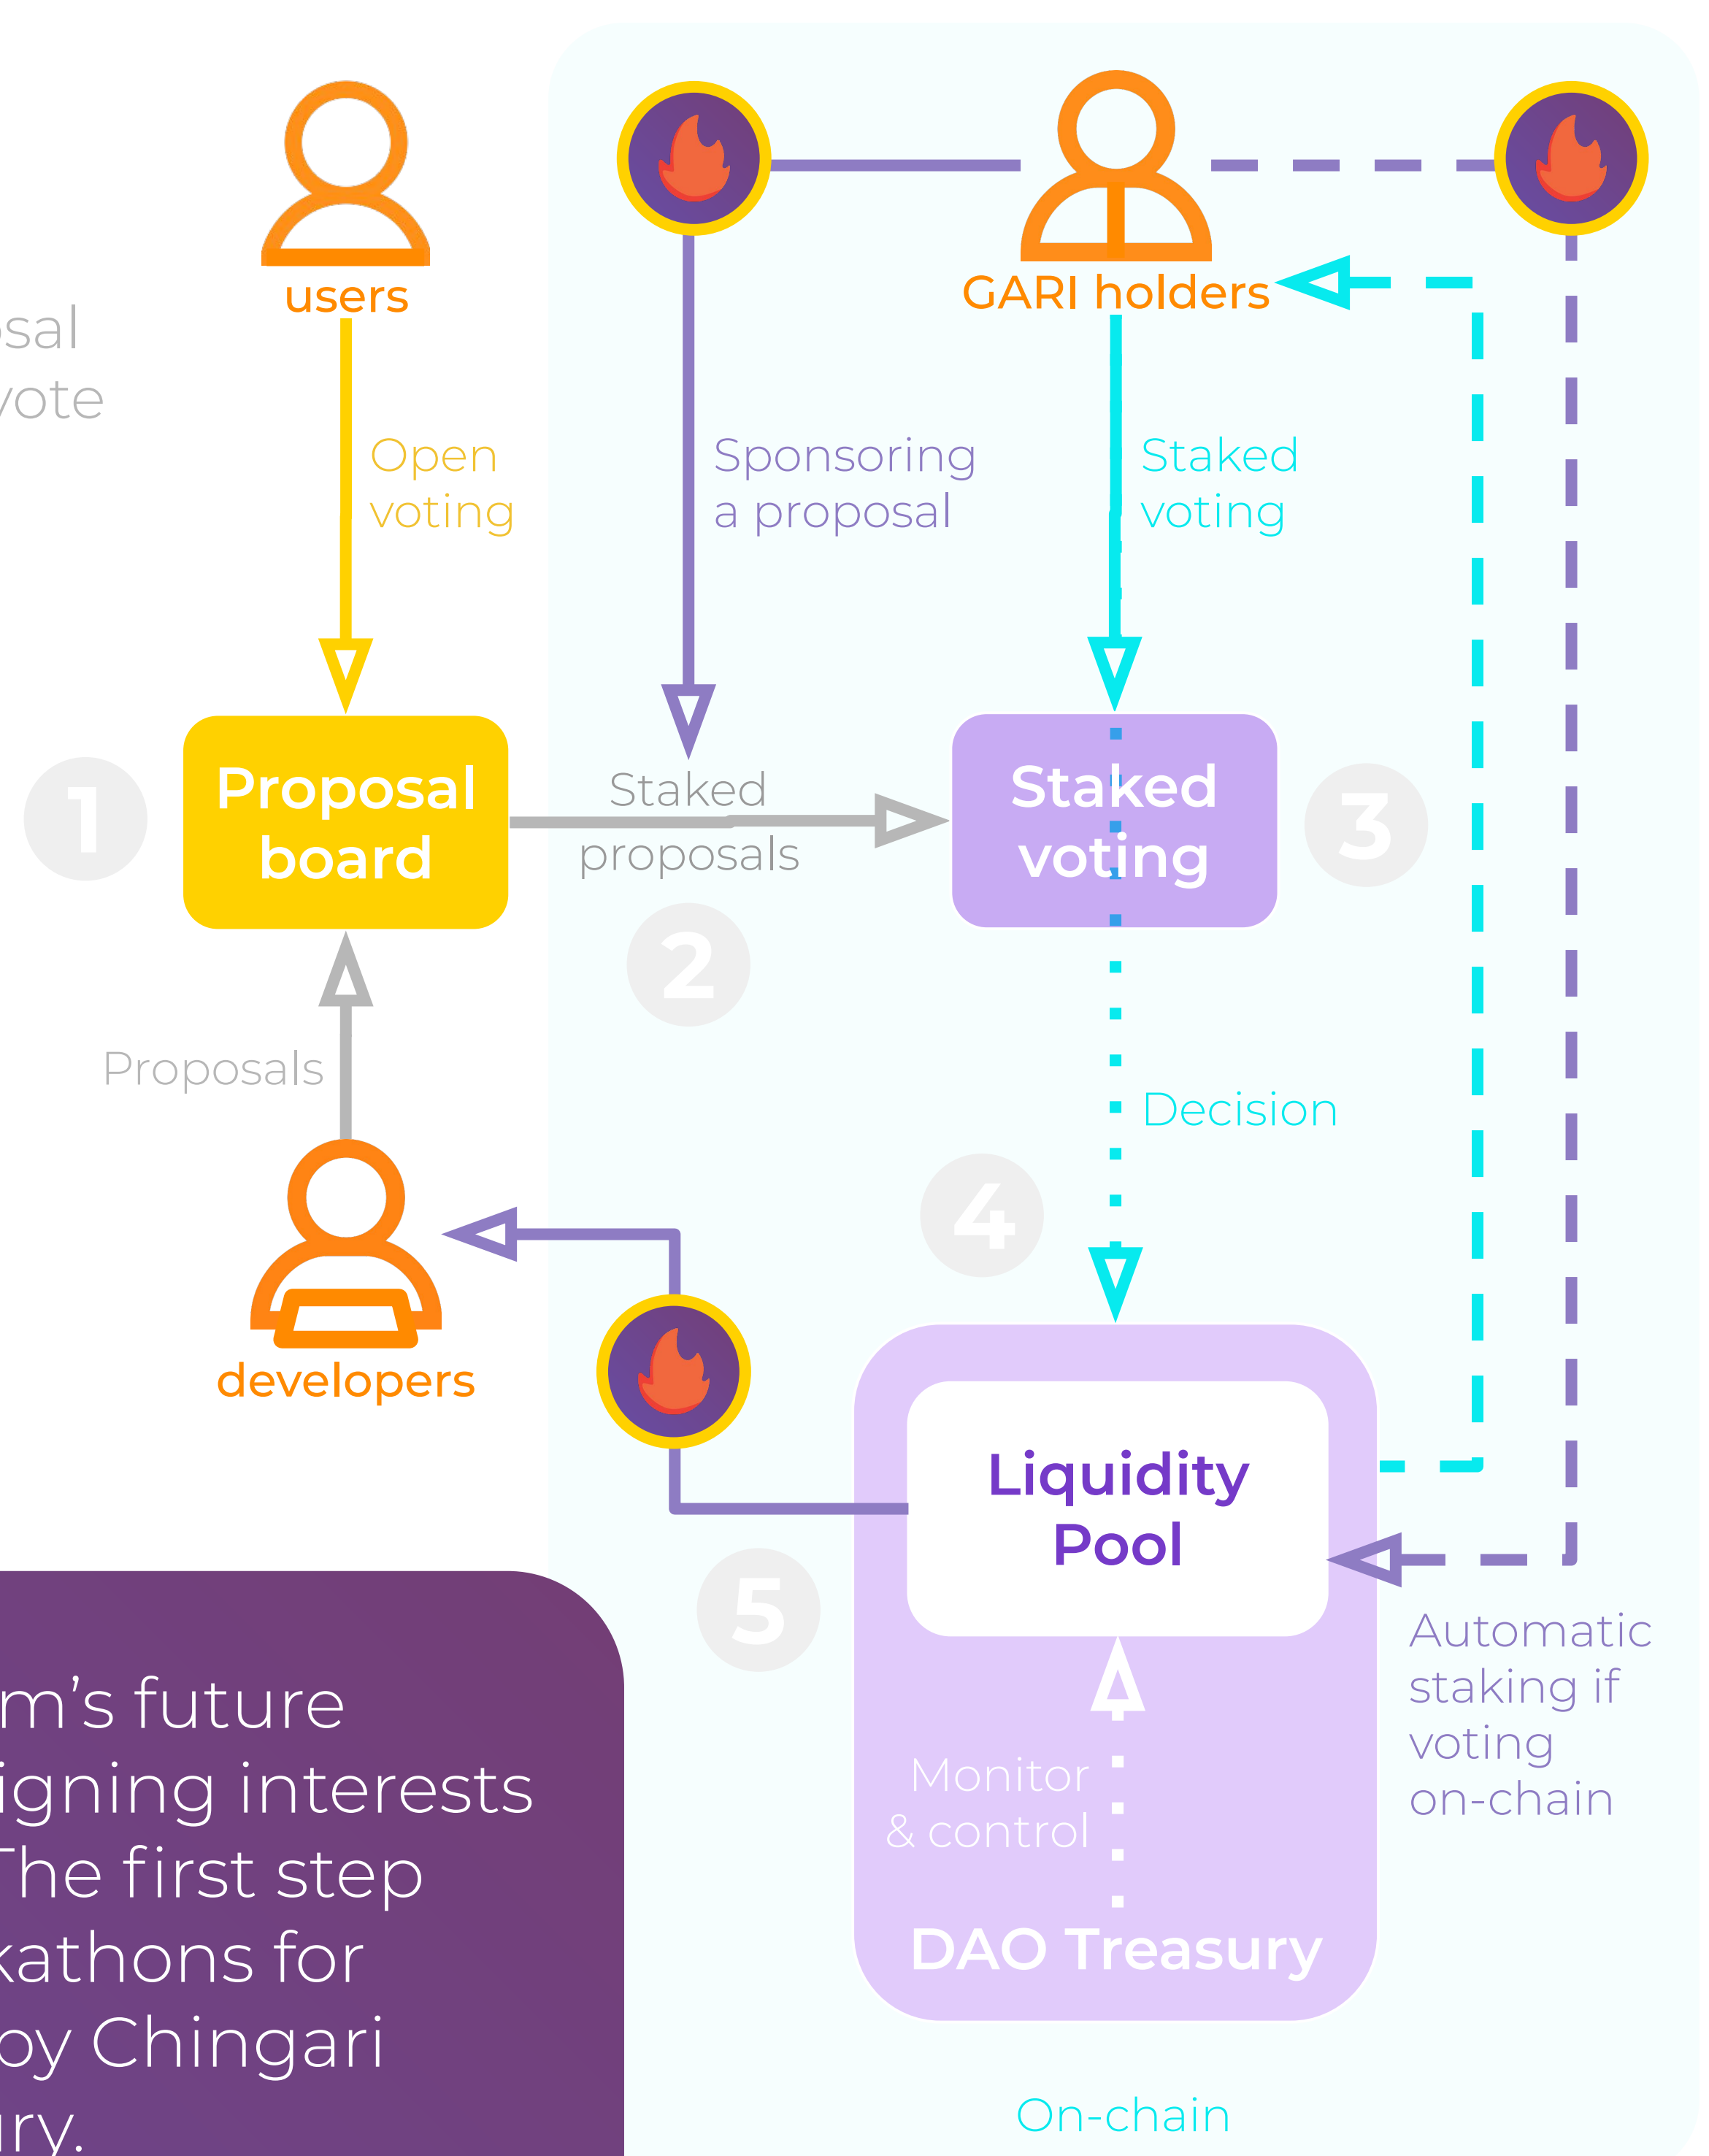 users
GARI holders
vote
Open
voting
Sponsoring
a proposal
Staked
voting
Proposal
board
1
Staked
proposals
2
Staked
voting
3
Proposals
Decision
4
developers
Liquidity
Pool
5
Automatic
staking if
voting
on-chain
Monitor
& control
DAO Treasury
On-chain
future
interests
The first step
for
by Chingari